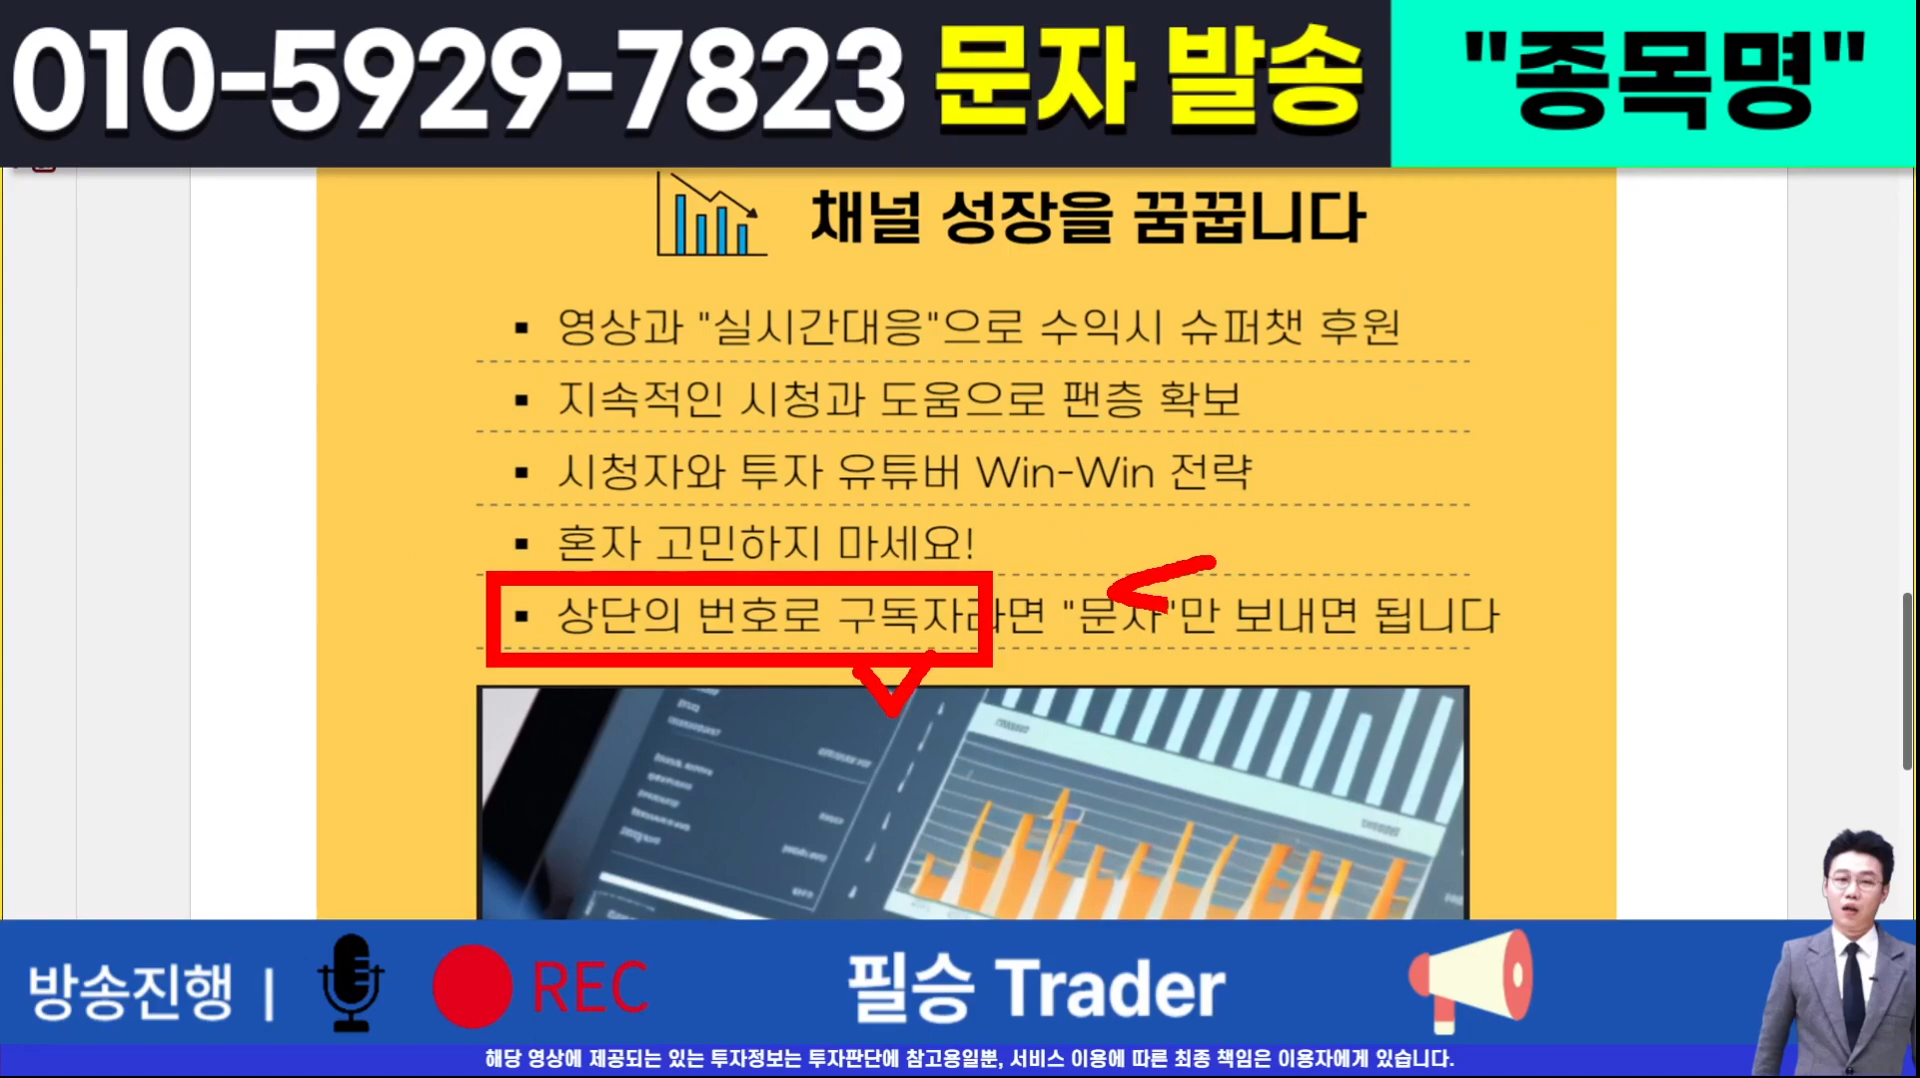 010-5929-7823 문자 발송 "종목명"
채널 성장을 꿈꿉니다
▪ 영상과 "실시간대응"으로 수익시 슈퍼챗 후원
▪ 지속적인 시청과 도움으로 팬층 확보
▪ 시청자와 투자 유튜버 Win-Win 전략
▪ 혼자 고민하지 마세요!
▪ 상단의 번호로 구독자라면 "문자"만 보내면 됩니다
방송진행 | REC 필승 Trader
해당 영상에 제공되는 있는 투자정보는 투자판단에 참고용일뿐, 서비스 이용에 따른 최종 책임은 이용자에게 있습니다.